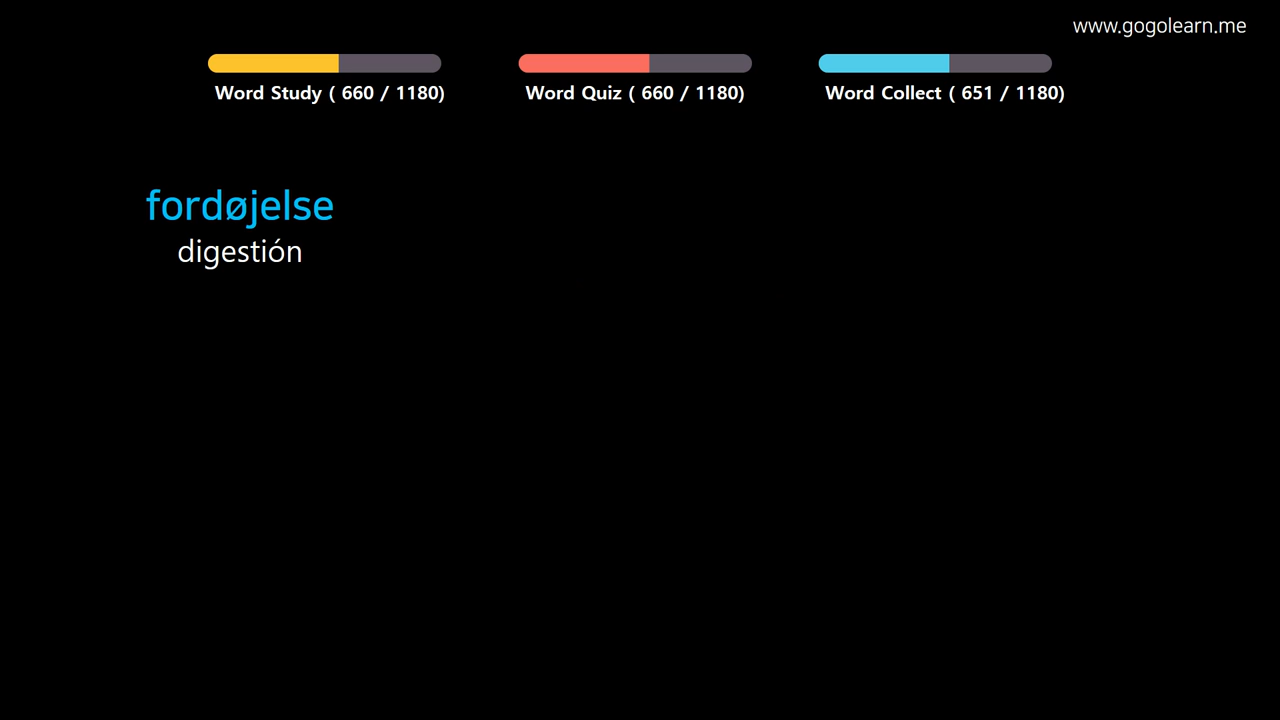 www.gogolearn.me
Word Study ( 660 / 1180)
Word Quiz ( 660 / 1180)
Word Collect ( 651 / 1180)
fordøjelse
digestión